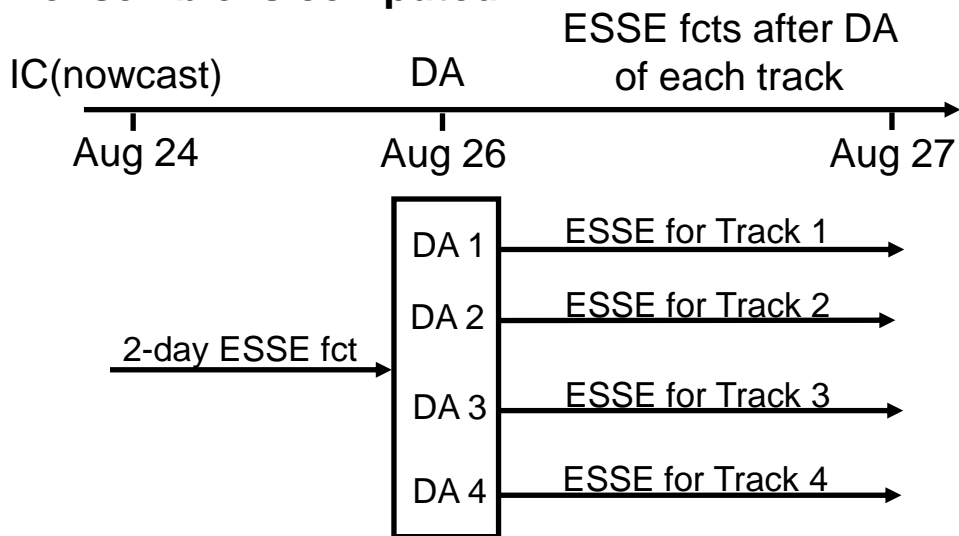 ESSE fcts after DA
IC(nowcast) DA of each track
Aug 24 Aug 26 Aug 27
DA 1 ESSE for Track 1
DA 2 ESSE for Track 2
2-day ESSE fct
DA 3 ESSE for Track 3
DA 4 ESSE for Track 4